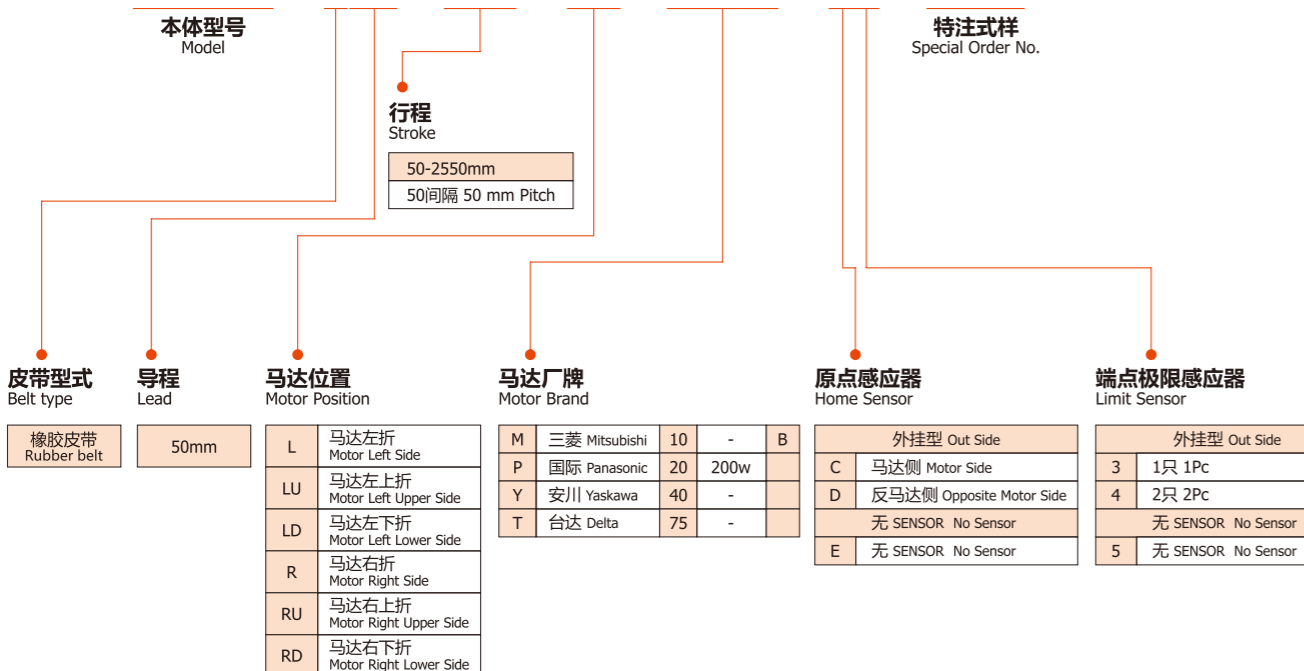 本体型号
Model
特注式样
Special Order No.
行程
Stroke
50-2550mm
50间隔 50 mm Pitch
皮带型式
Belt type
橡胶皮带
Rubber belt
导程
Lead
50mm
马达位置
Motor Position
L 马达左折
Motor Left Side
LU 马达左上折
Motor Left Upper Side
LD 马达左下折
Motor Left Lower Side
R 马达右折
Motor Right Side
RU 马达右上折
Motor Right Upper Side
RD 马达右下折
Motor Right Lower Side
马达厂牌
Motor Brand
M 三菱 Mitsubishi 10 - B
P 国际 Panasonic 20 200w
Y 安川 Yaskawa 40 -
T 台达 Delta 75 -
原点感应器
Home Sensor
外挂型 Out Side
C 马达侧 Motor Side
D 反马达侧 Opposite Motor Side
无 SENSOR No Sensor
E 无 SENSOR No Sensor
端点极限感应器
Limit Sensor
外挂型 Out Side
3 1只 1Pc
4 2只 2Pc
无 SENSOR No Sensor
5 无 SENSOR No Sensor